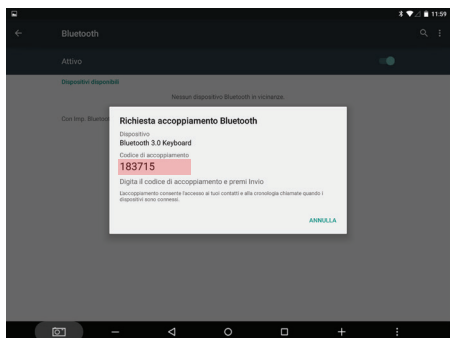 11:59
Bluetooth
Attivo
Dispositivi disponibili
Nessun dispositivo Bluetooth in vicinanza
Con Imp. Bluetoot
Richiesta accoppiamento Bluetooth
Dispositivo
Bluetooth 3.0 Keyboard
Codice di accoppiamento
183715
Digita il codice di accoppiamento e premi Invio
L'accoppiamento consente l'accesso ai tuoi contatti e alla cronologia chiamate quando i
dispositivi sono connessi.
ANNULLA